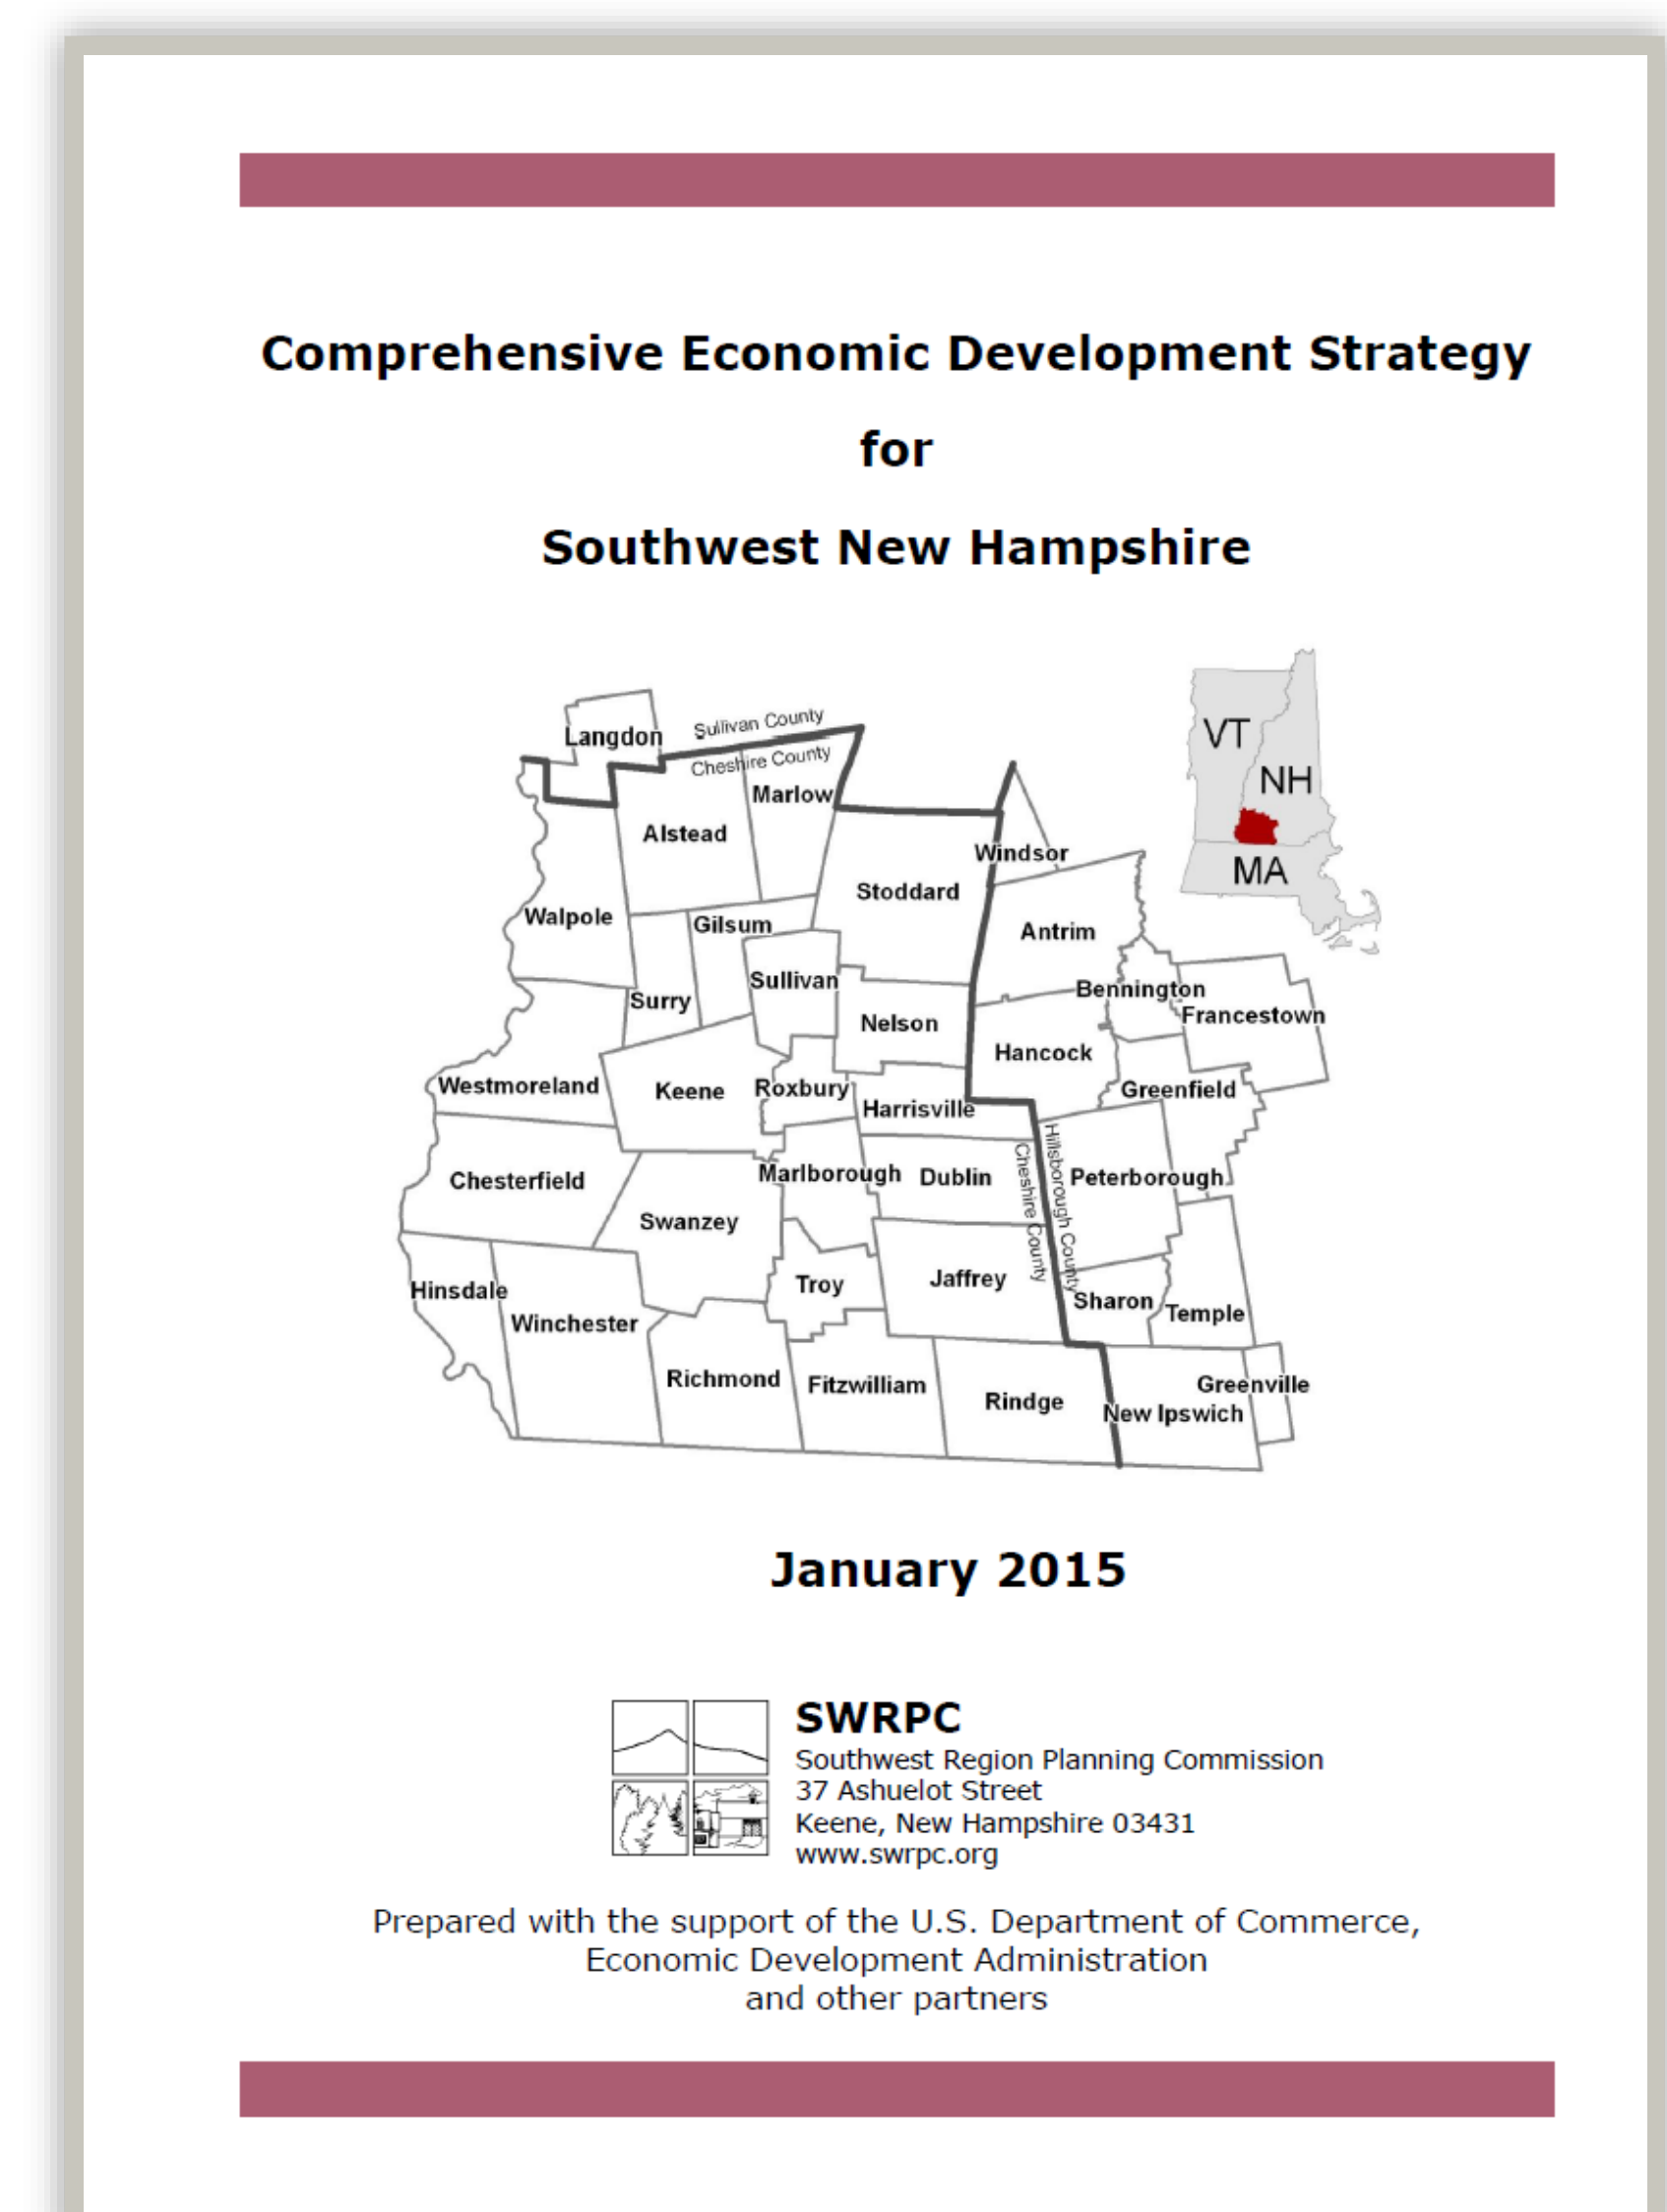 Comprehensive Economic Development Strategy
for
Southwest New Hampshire
Langdon
Sullivan County
Cheshire County
VT
NH
MA
Marlow
Alstead
Windsor
Stoddard
Walpole
Gilsum
Antrim
Sullivan
Bennington
Surry
Francestown
Nelson
Hancock
Westmoreland
Keene
Roxbury
Greenfield
Harrisville
Chesterfield
Marlborough
Dublin
Cheshire County
Hillsborough County
Peterborough
Swanzey
Hinsdale
Troy
Jaffrey
Sharon
Temple
Winchester
Richmond
Fitzwilliam
Rindge
Greenville
New Ipswich
January 2015
SWRPC
Southwest Region Planning Commission
37 Ashuelot Street
Keene, New Hampshire 03431
www.swrpc.org
Prepared with the support of the U.S. Department of Commerce,
Economic Development Administration
and other partners